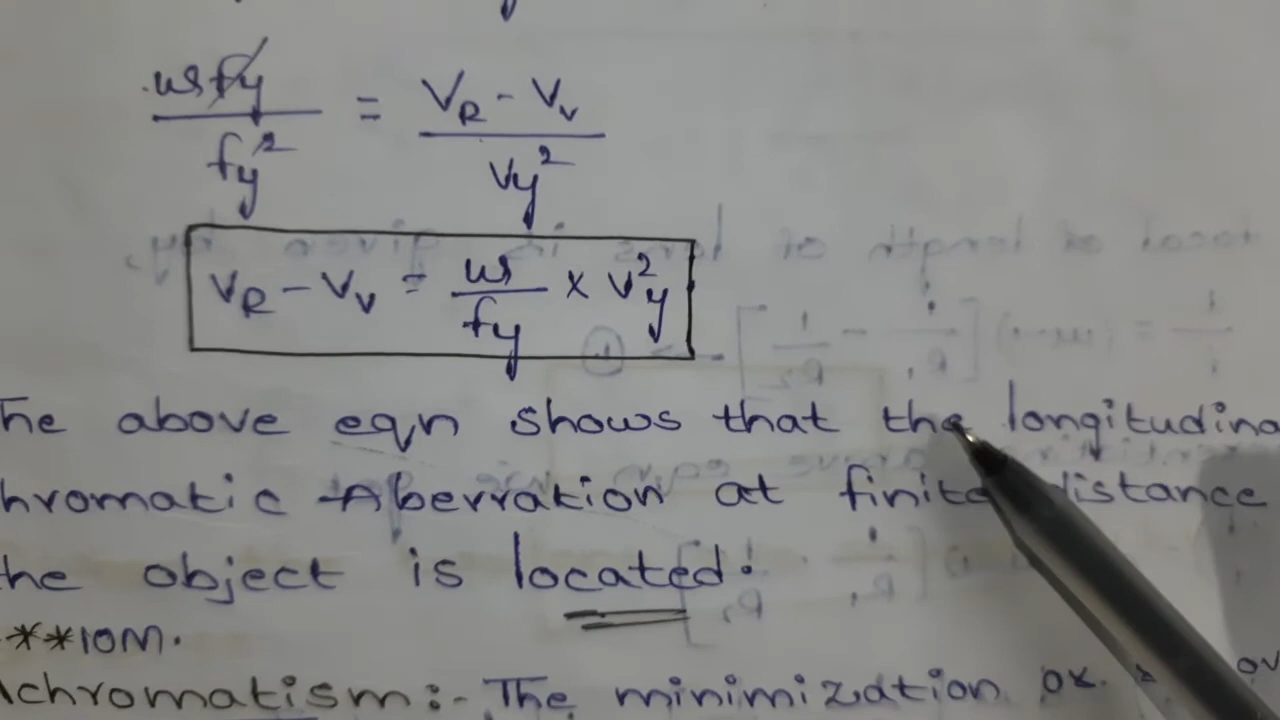 ωfy / fy² = VR - Vv / Vy²
VR - Vv = ω / fy × v²y
he above eqn shows that the longitudina
hromatic Aberration at finite distance
he object is located.
**10M.
chromatism:- The minimization or